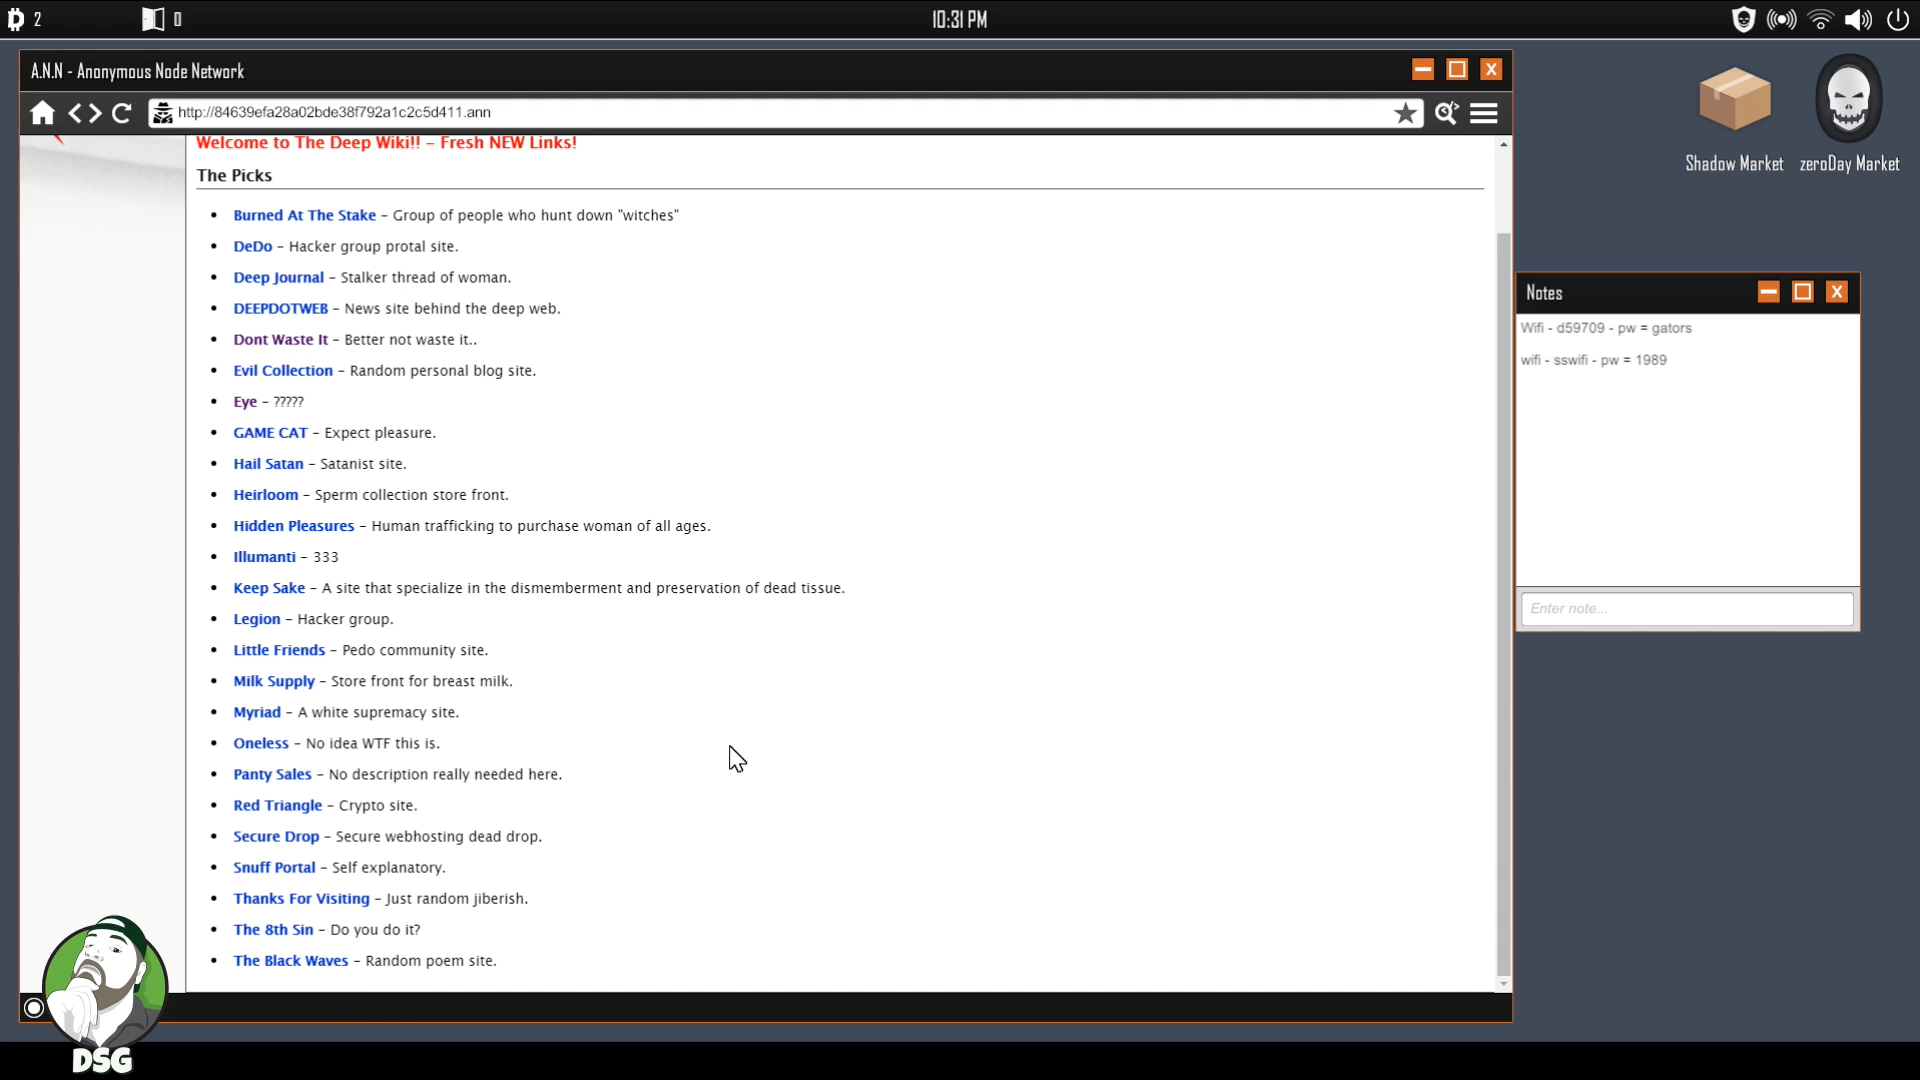 2
0
10:31 PM
A.N.N - Anonymous Node Network
http://84639efa28a02bde38f792a1c2c5d411.ann
Shadow Market
zeroDay Market
Welcome to The Deep Wiki!! – Fresh NEW Links!
The Picks
Burned At The Stake – Group of people who hunt down "witches"
DeDo – Hacker group protal site.
Deep Journal – Stalker thread of woman.
DEEPDOTWEB – News site behind the deep web.
Dont Waste It – Better not waste it..
Evil Collection – Random personal blog site.
Eye – ?????
GAME CAT – Expect pleasure.
Hail Satan – Satanist site.
Heirloom – Sperm collection store front.
Hidden Pleasures – Human trafficking to purchase woman of all ages.
Illumanti – 333
Keep Sake – A site that specialize in the dismemberment and preservation of dead tissue.
Legion – Hacker group.
Little Friends – Pedo community site.
Milk Supply – Store front for breast milk.
Myriad – A white supremacy site.
Oneless – No idea WTF this is.
Panty Sales – No description really needed here.
Red Triangle – Crypto site.
Secure Drop – Secure webhosting dead drop.
Snuff Portal – Self explanatory.
Thanks For Visiting – Just random jiberish.
The 8th Sin – Do you do it?
The Black Waves – Random poem site.
Notes
Wifi - d59709 - pw = gators
wifi - sswifi - pw = 1989
Enter note...
DSG